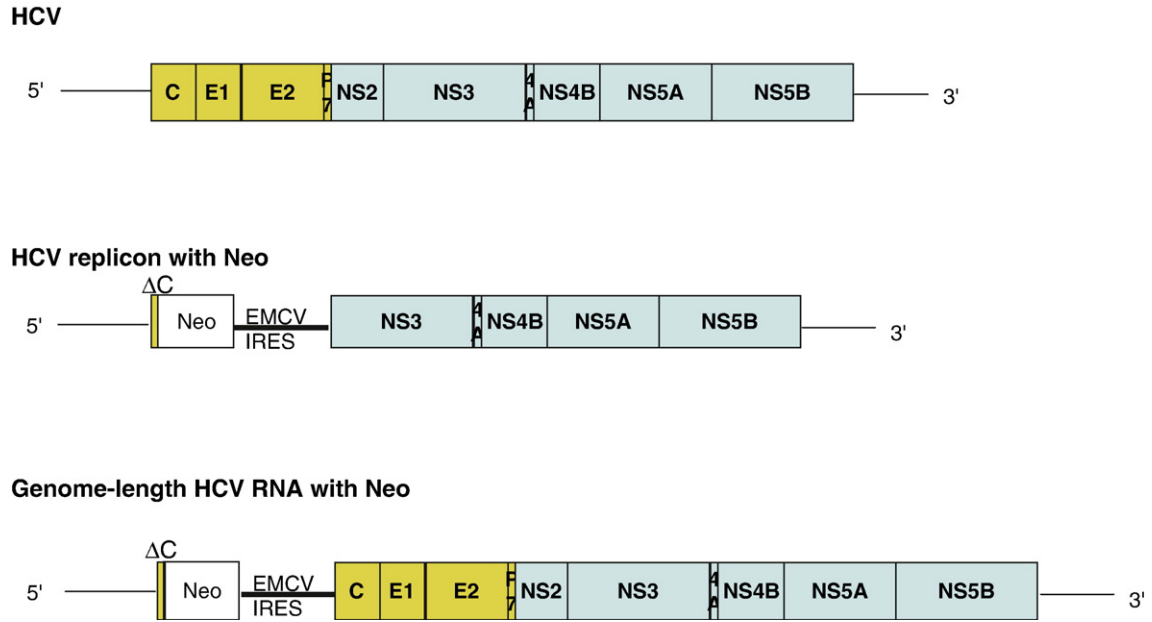 HCV
5' C E1 E2 P7 NS2 NS3 4A NS4B NS5A NS5B 3'
HCV replicon with Neo
ΔC
5' Neo EMCV IRES NS3 4A NS4B NS5A NS5B 3'
Genome-length HCV RNA with Neo
ΔC
5' Neo EMCV IRES C E1 E2 P7 NS2 NS3 4A NS4B NS5A NS5B 3'